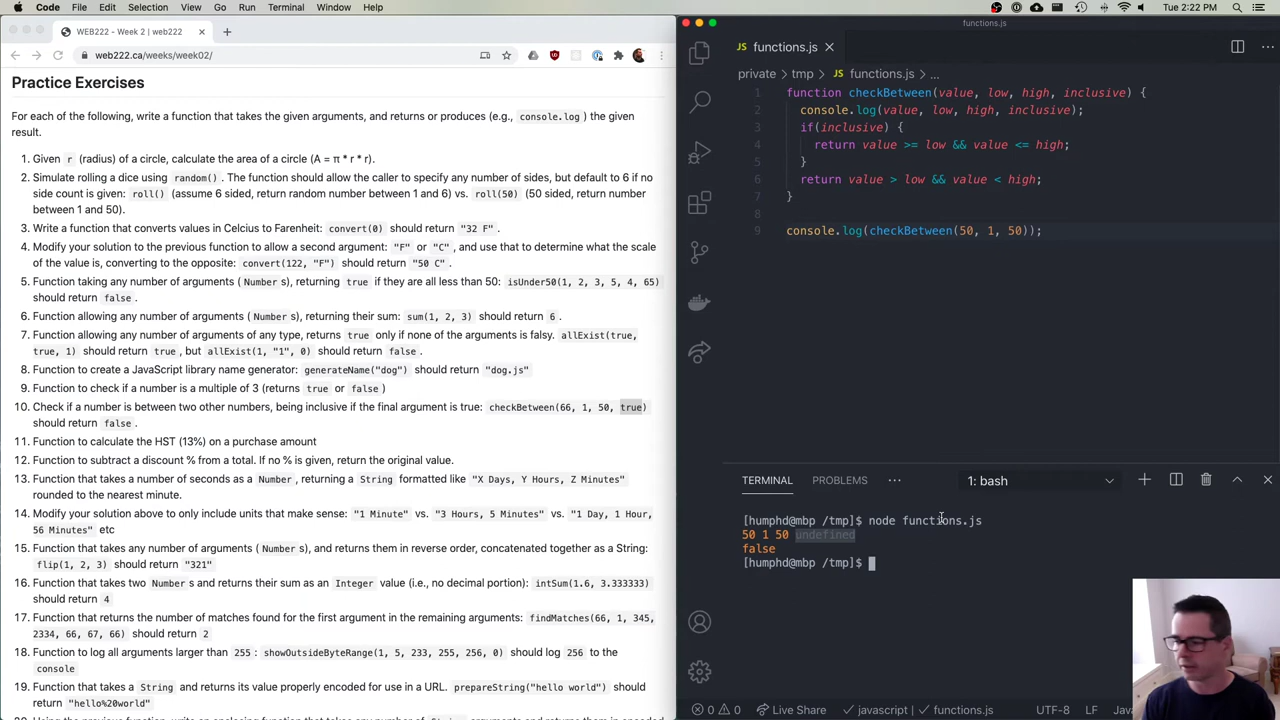 Code File Edit Selection View Go Run Terminal Window Help
Tue 2:22 PM
WEB222 - Week 2 | web222
web222.ca/weeks/week02/
Practice Exercises
For each of the following, write a function that takes the given arguments, and returns or produces (e.g., console.log ) the given
result.
1. Given r (radius) of a circle, calculate the area of a circle (A = π * r * r).
2. Simulate rolling a dice using random() . The function should allow the caller to specify any number of sides, but default to 6 if no
side count is given: roll() (assume 6 sided, return random number between 1 and 6) vs. roll(50) (50 sided, return number
between 1 and 50).
3. Write a function that converts values in Celcius to Farenheit: convert(0) should return "32 F" .
4. Modify your solution to the previous function to allow a second argument: "F" or "C" , and use that to determine what the scale
of the value is, converting to the opposite: convert(122, "F") should return "50 C" .
5. Function taking any number of arguments ( Number s), returning true if they are all less than 50: isUnder50(1, 2, 3, 5, 4, 65)
should return false .
6. Function allowing any number of arguments ( Number s), returning their sum: sum(1, 2, 3) should return 6 .
7. Function allowing any number of arguments of any type, returns true only if none of the arguments is falsy. allExist(true,
true, 1) should return true , but allExist(1, "1", 0) should return false .
8. Function to create a JavaScript library name generator: generateName("dog") should return "dog.js"
9. Function to check if a number is a multiple of 3 (returns true or false )
10. Check if a number is between two other numbers, being inclusive if the final argument is true: checkBetween(66, 1, 50, true)
should return false .
11. Function to calculate the HST (13%) on a purchase amount
12. Function to subtract a discount % from a total. If no % is given, return the original value.
13. Function that takes a number of seconds as a Number , returning a String formatted like "X Days, Y Hours, Z Minutes"
rounded to the nearest minute.
14. Modify your solution above to only include units that make sense: "1 Minute" vs. "3 Hours, 5 Minutes" vs. "1 Day, 1 Hour,
56 Minutes" etc
15. Function that takes any number of arguments ( Number s), and returns them in reverse order, concatenated together as a String:
flip(1, 2, 3) should return "321"
16. Function that takes two Number s and returns their sum as an Integer value (i.e., no decimal portion): intSum(1.6, 3.333333)
should return 4
17. Function that returns the number of matches found for the first argument in the remaining arguments: findMatches(66, 1, 345,
2334, 66, 67, 66) should return 2
18. Function to log all arguments larger than 255 : showOutsideByteRange(1, 5, 233, 255, 256, 0) should log 256 to the
console
19. Function that takes a String and returns its value properly encoded for use in a URL. prepareString("hello world") should
return "hello%20world"
functions.js
JS functions.js
private > tmp > JS functions.js > ...
1 function checkBetween(value, low, high, inclusive) {
2 console.log(value, low, high, inclusive);
3 if(inclusive) {
4 return value >= low && value <= high;
5 }
6 return value > low && value < high;
7 }
8
9 console.log(checkBetween(50, 1, 50));
TERMINAL PROBLEMS ... 1: bash
[humphd@mbp /tmp]$ node functions.js
50 1 50 undefined
false
[humphd@mbp /tmp]$
0 0 Live Share javascript | functions.js UTF-8 LF